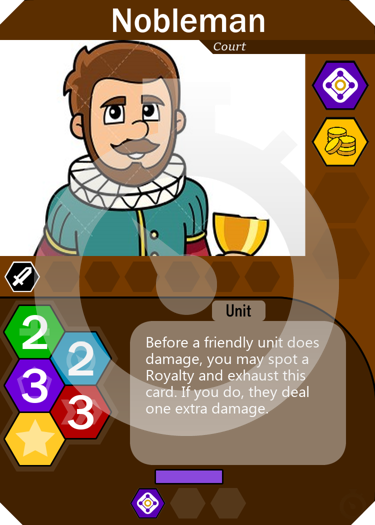 Nobleman
Court
Unit
2
2
3
3
Before a friendly unit does
damage, you may spot a
Royalty and exhaust this
card. If you do, they deal
one extra damage.